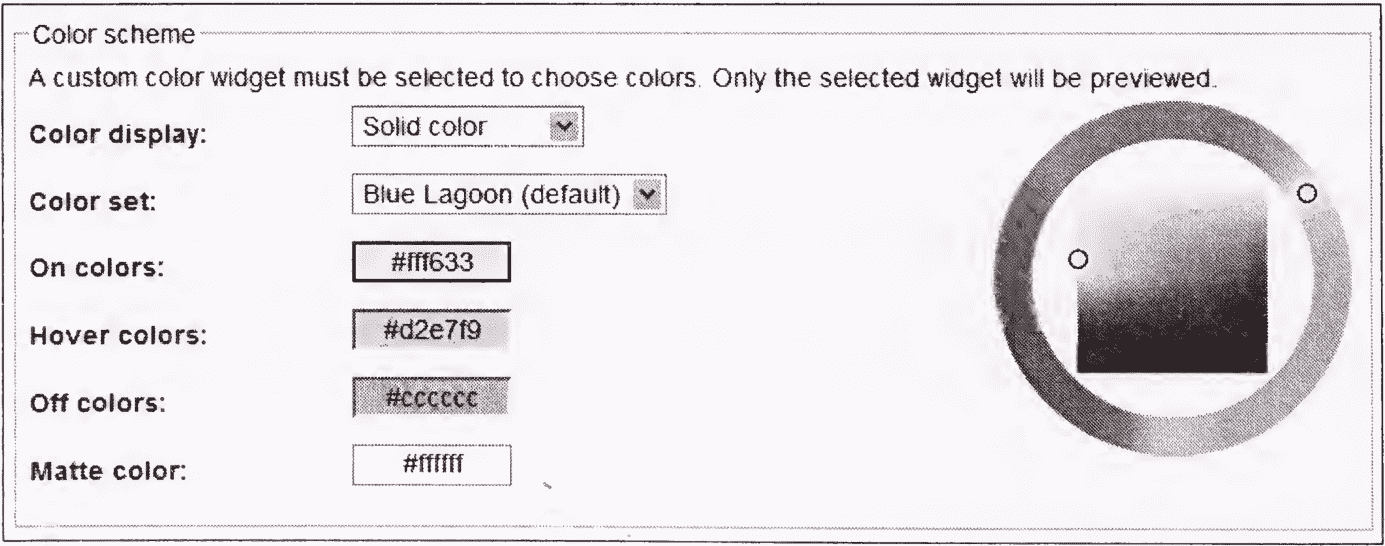 Color scheme
A custom color widget must be selected to choose colors. Only the selected widget will be previewed.
Color display: Solid color
Color set: Blue Lagoon (default)
On colors: #fff633
Hover colors: #d2e7f9
Off colors: #cccccc
Matte color: #ffffff